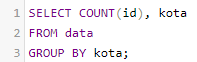 1 SELECT COUNT(id), kota
2 FROM data
3 GROUP BY kota;